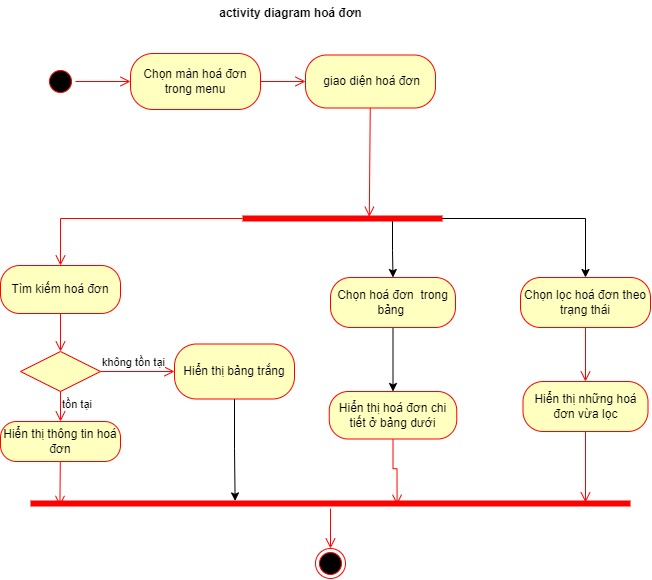 activity diagram hoá đơn
Chọn màn hoá đơn
trong menu
giao diện hoá đơn
Tìm kiếm hoá đơn
Chọn hoá đơn trong
bảng
Chọn lọc hoá đơn theo
trạng thái
không tồn tại
Hiển thị bảng trắng
tồn tại
Hiển thị thông tin hoá
đơn
Hiển thị hoá đơn chi
tiết ở bảng dưới
Hiển thị những hoá
đơn vừa lọc